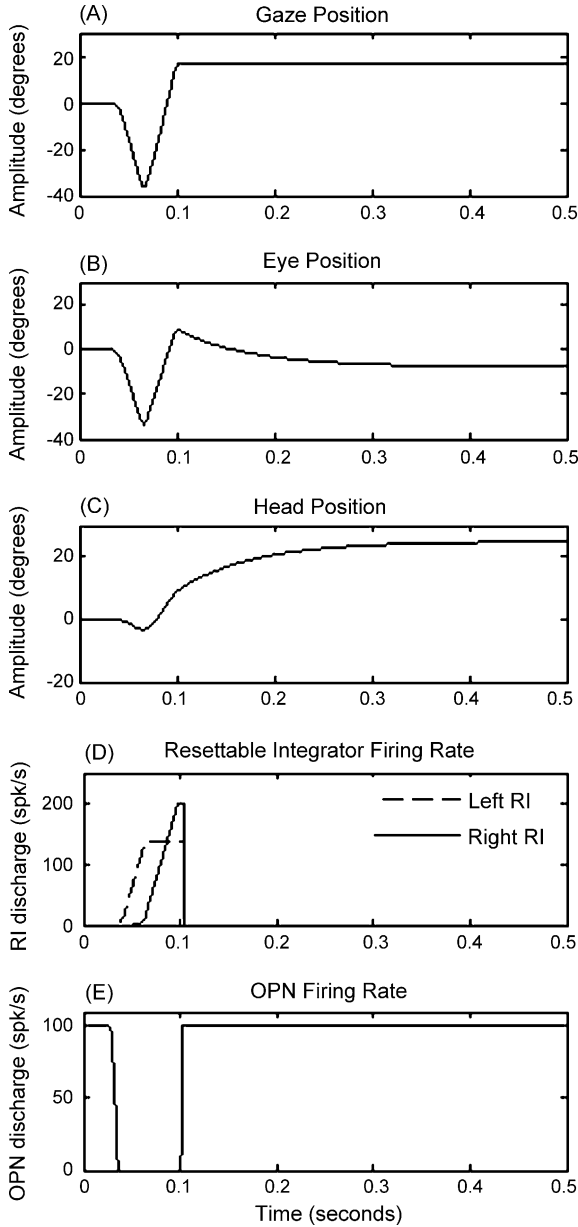 (A) Gaze Position
Amplitude (degrees)
20
0
-20
-40
0 0.1 0.2 0.3 0.4 0.5
(B) Eye Position
Amplitude (degrees)
20
0
-20
-40
0 0.1 0.2 0.3 0.4 0.5
(C) Head Position
Amplitude (degrees)
20
0
-20
0 0.1 0.2 0.3 0.4 0.5
(D) Resettable Integrator Firing Rate
RI discharge (spk/s)
200
100
0
Left RI
Right RI
0 0.1 0.2 0.3 0.4 0.5
(E) OPN Firing Rate
OPN discharge (spk/s)
100
50
0
0 0.1 0.2 0.3 0.4 0.5
Time (seconds)